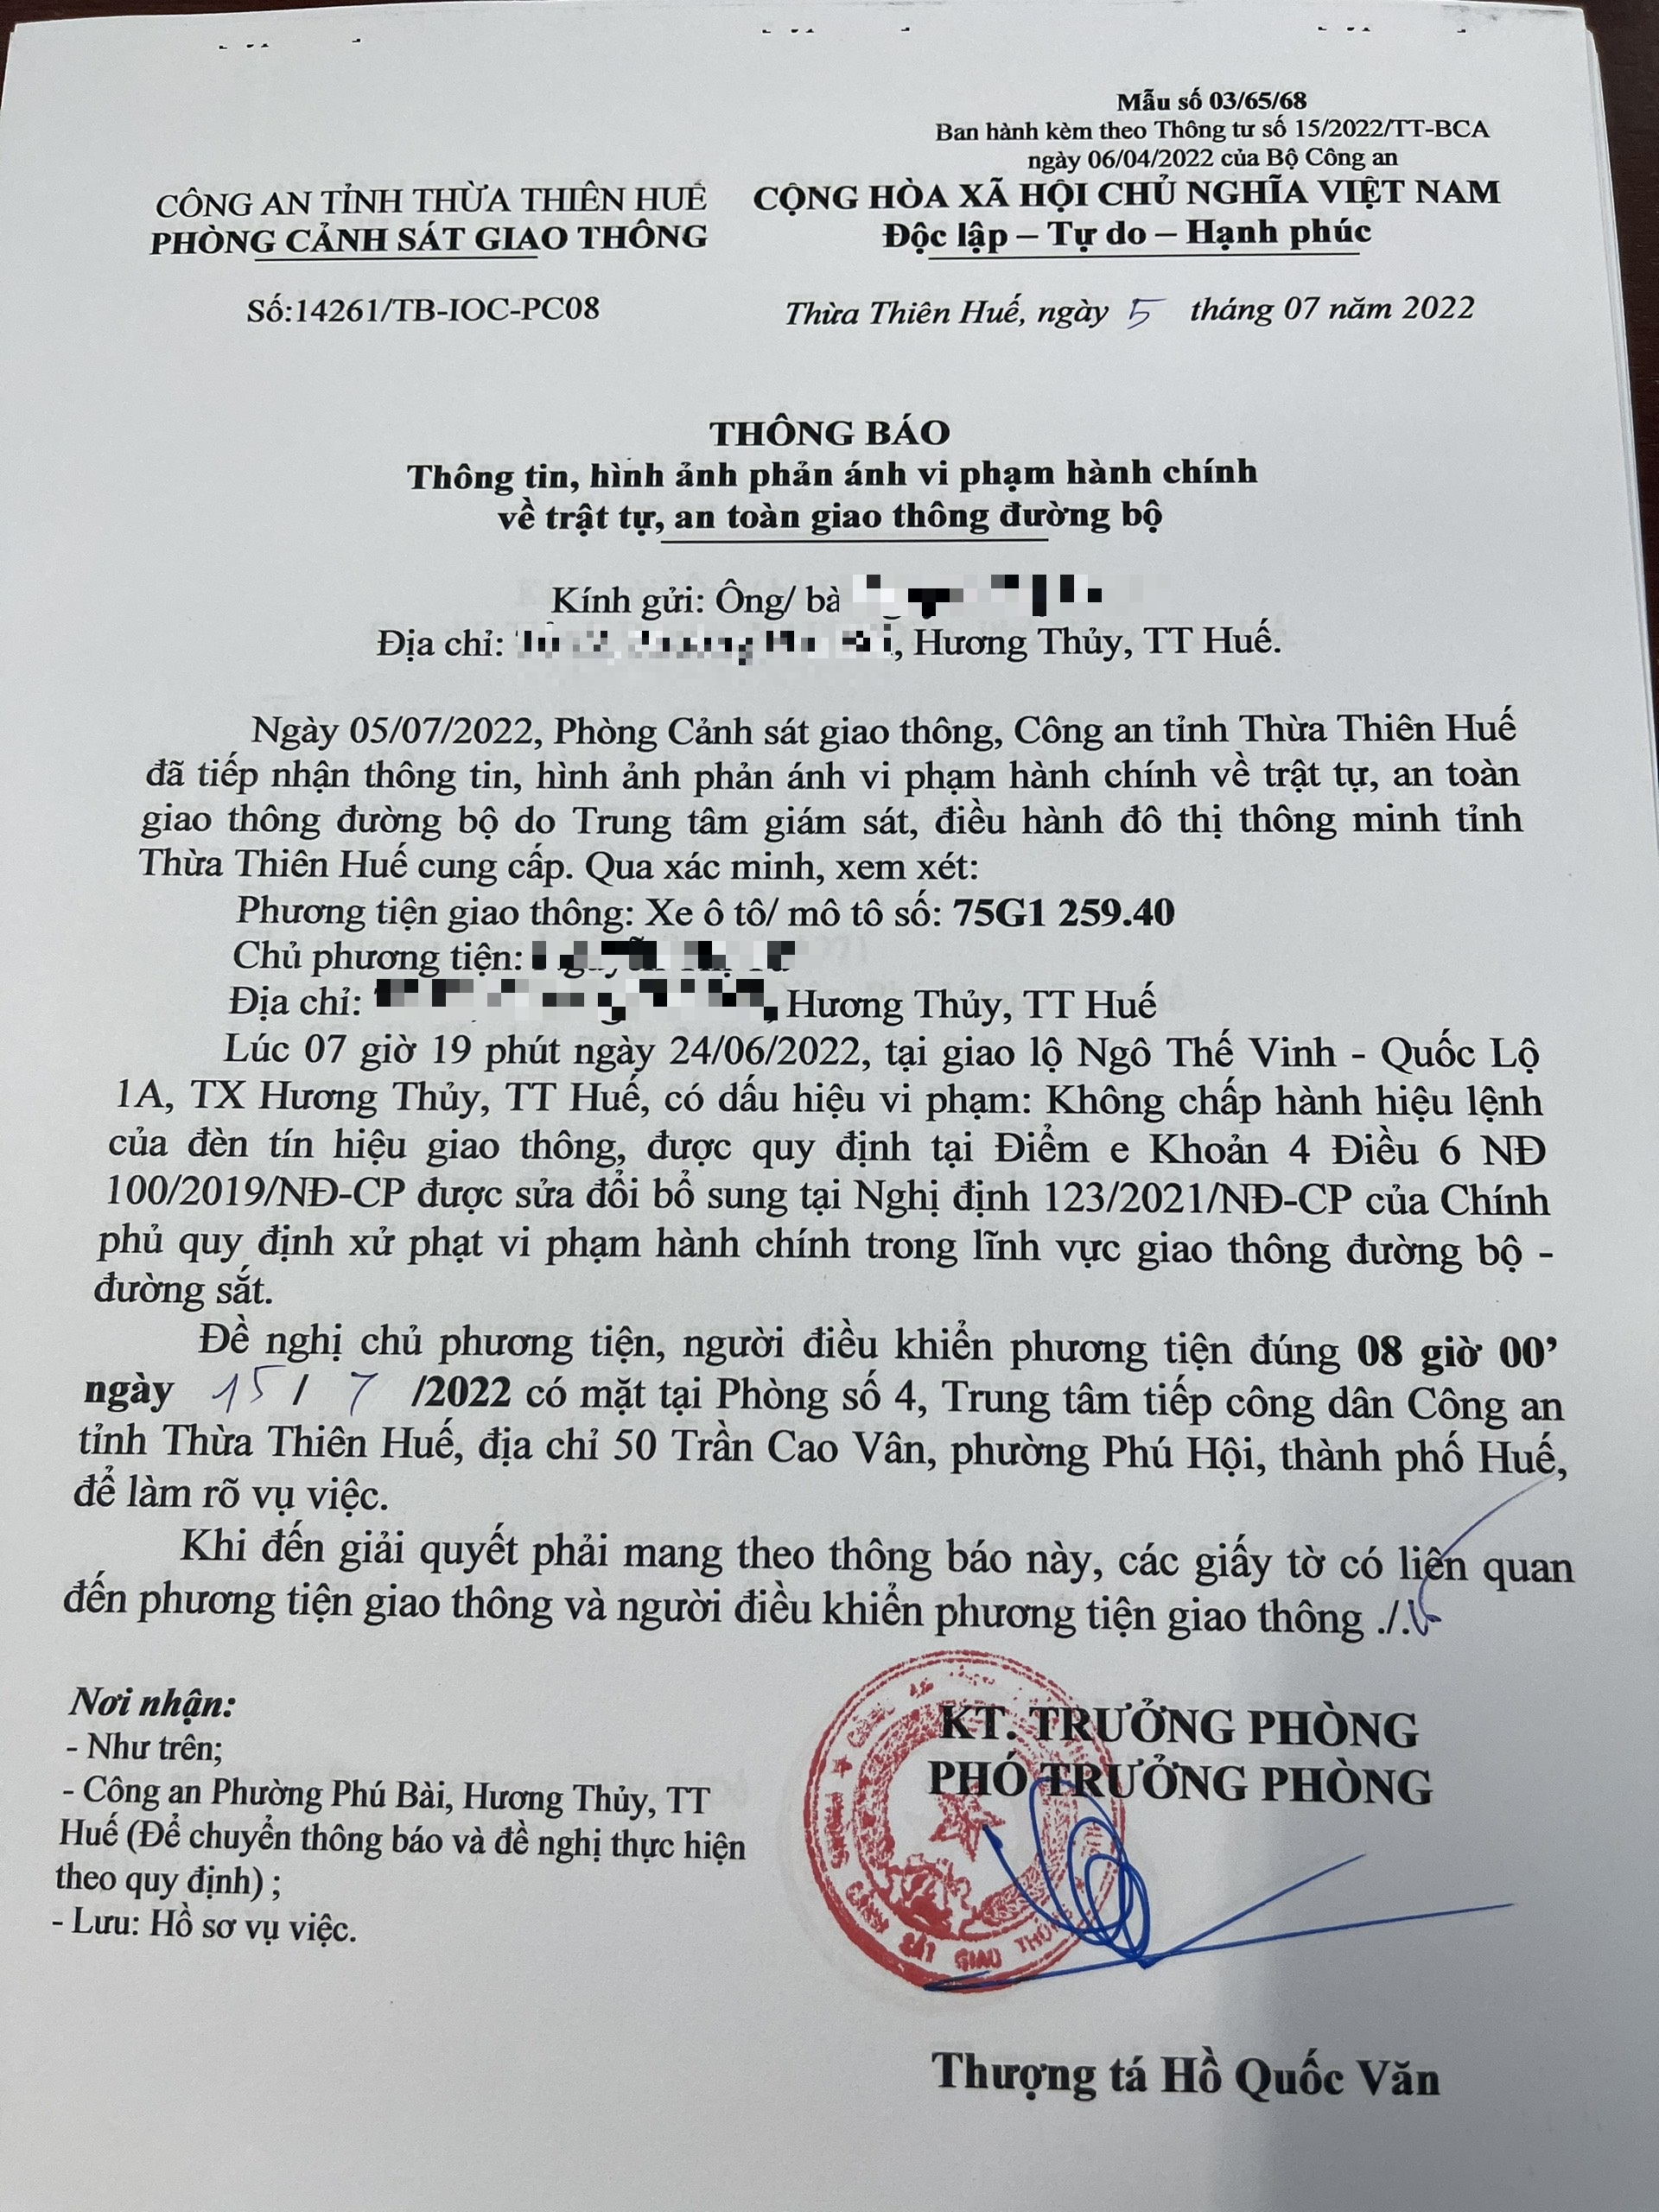 Mẫu số 03/65/68
Ban hành kèm theo Thông tư số 15/2022/TT-BCA
ngày 06/04/2022 của Bộ Công an
CÔNG AN TỈNH THỪA THIÊN HUẾ
PHÒNG CẢNH SÁT GIAO THÔNG
CỘNG HÒA XÃ HỘI CHỦ NGHĨA VIỆT NAM
Độc lập – Tự do – Hạnh phúc
Số:14261/TB-IOC-PC08
Thừa Thiên Huế, ngày 5 tháng 07 năm 2022
THÔNG BÁO
Thông tin, hình ảnh phản ánh vi phạm hành chính
về trật tự, an toàn giao thông đường bộ
Kính gửi: Ông/ bà
Địa chỉ: , Hương Thủy, TT Huế.
Ngày 05/07/2022, Phòng Cảnh sát giao thông, Công an tỉnh Thừa Thiên Huế
đã tiếp nhận thông tin, hình ảnh phản ánh vi phạm hành chính về trật tự, an toàn
giao thông đường bộ do Trung tâm giám sát, điều hành đô thị thông minh tỉnh
Thừa Thiên Huế cung cấp. Qua xác minh, xem xét:
Phương tiện giao thông: Xe ô tô/ mô tô số: 75G1 259.40
Chủ phương tiện:
Địa chỉ: , Hương Thủy, TT Huế
Lúc 07 giờ 19 phút ngày 24/06/2022, tại giao lộ Ngô Thế Vinh - Quốc Lộ
1A, TX Hương Thủy, TT Huế, có dấu hiệu vi phạm: Không chấp hành hiệu lệnh
của đèn tín hiệu giao thông, được quy định tại Điểm e Khoản 4 Điều 6 NĐ
100/2019/NĐ-CP được sửa đổi bổ sung tại Nghị định 123/2021/NĐ-CP của Chính
phủ quy định xử phạt vi phạm hành chính trong lĩnh vực giao thông đường bộ -
đường sắt.
Đề nghị chủ phương tiện, người điều khiển phương tiện đúng 08 giờ 00’
ngày 15 / 7 /2022 có mặt tại Phòng số 4, Trung tâm tiếp công dân Công an
tỉnh Thừa Thiên Huế, địa chỉ 50 Trần Cao Vân, phường Phú Hội, thành phố Huế,
để làm rõ vụ việc.
Khi đến giải quyết phải mang theo thông báo này, các giấy tờ có liên quan
đến phương tiện giao thông và người điều khiển phương tiện giao thông ./.
Nơi nhận:
- Như trên;
- Công an Phường Phú Bài, Hương Thủy, TT
Huế (Để chuyển thông báo và đề nghị thực hiện
theo quy định) ;
- Lưu: Hồ sơ vụ việc.
KT. TRƯỞNG PHÒNG
PHÓ TRƯỞNG PHÒNG
CẢNH SÁT GIAO THÔNG
Thượng tá Hồ Quốc Văn